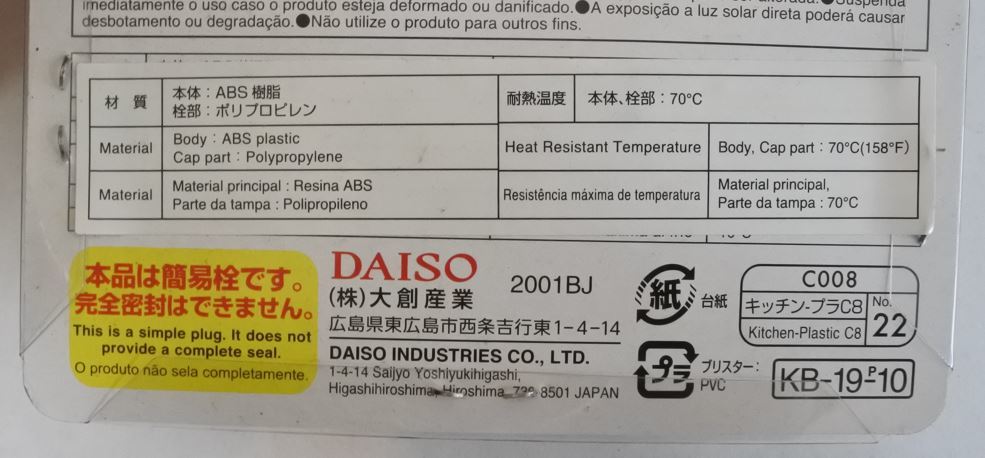 imediatamente o uso caso o produto esteja deformado ou danificado.●A exposição a luz solar direta poderá causar
desbotamento ou degradação.●Não utilize o produto para outros fins.
材 質
本体：ABS 樹脂
栓部：ポリプロピレン
耐熱温度
本体、栓部：70°C
Material
Body：ABS plastic
Cap part：Polypropylene
Heat Resistant Temperature
Body, Cap part：70°C(158°F)
Material
Material principal : Resina ABS
Parte da tampa : Polipropileno
Resistência máxima de temperatura
Material principal,
Parte da tampa : 70°C
本品は簡易栓です。
完全密封はできません。
This is a simple plug. It does not
provide a complete seal.
O produto não sela completamente.
DAISO 2001BJ
(株)大創産業
広島県東広島市西条吉行東1-4-14
DAISO INDUSTRIES CO., LTD.
1-4-14 Saijyo Yoshiyukihigashi,
Higashihiroshima, Hiroshima 8501 JAPAN
紙 台紙
プラ ブリスター：
PVC
C008
キッチン-プラC8
Kitchen-Plastic C8
No.
22
KB-19-P-10